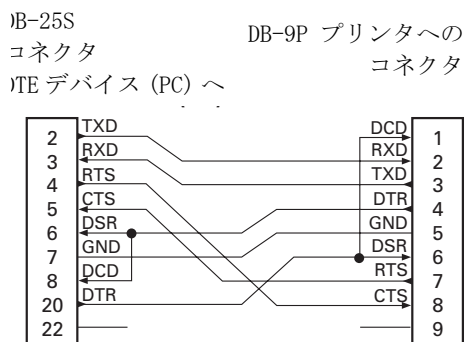 B-25S
コネクタ
TE デバイス (PC) へ
DB-9P プリンタへの
コネクタ
2 TXD
3 RXD
4 RTS
5 CTS
6 DSR
7 GND
8 DCD
20 DTR
22
DCD 1
RXD 2
TXD 3
DTR 4
GND 5
DSR 6
RTS 7
CTS 8
9